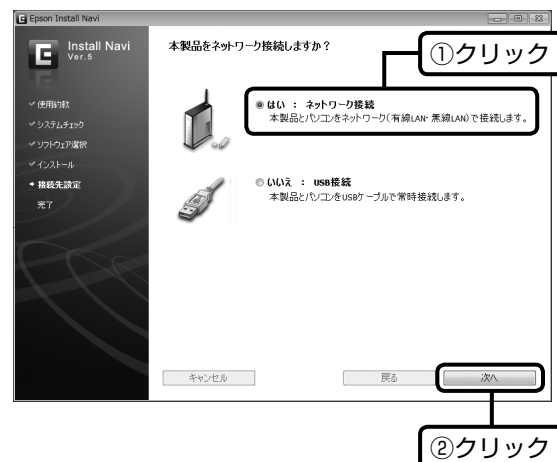 Epson Install Navi
Install Navi
Ver.5
本製品をネットワーク接続しますか？
①クリック
はい ： ネットワーク接続
本製品とパソコンをネットワーク(有線LAN・無線LAN)で接続します。
使用約款
システムチェック
ソフトウェア選択
インストール
接続先設定
完了
いいえ ： USB接続
本製品とパソコンをUSBケーブルで常時接続します。
キャンセル
戻る
次へ
②クリック